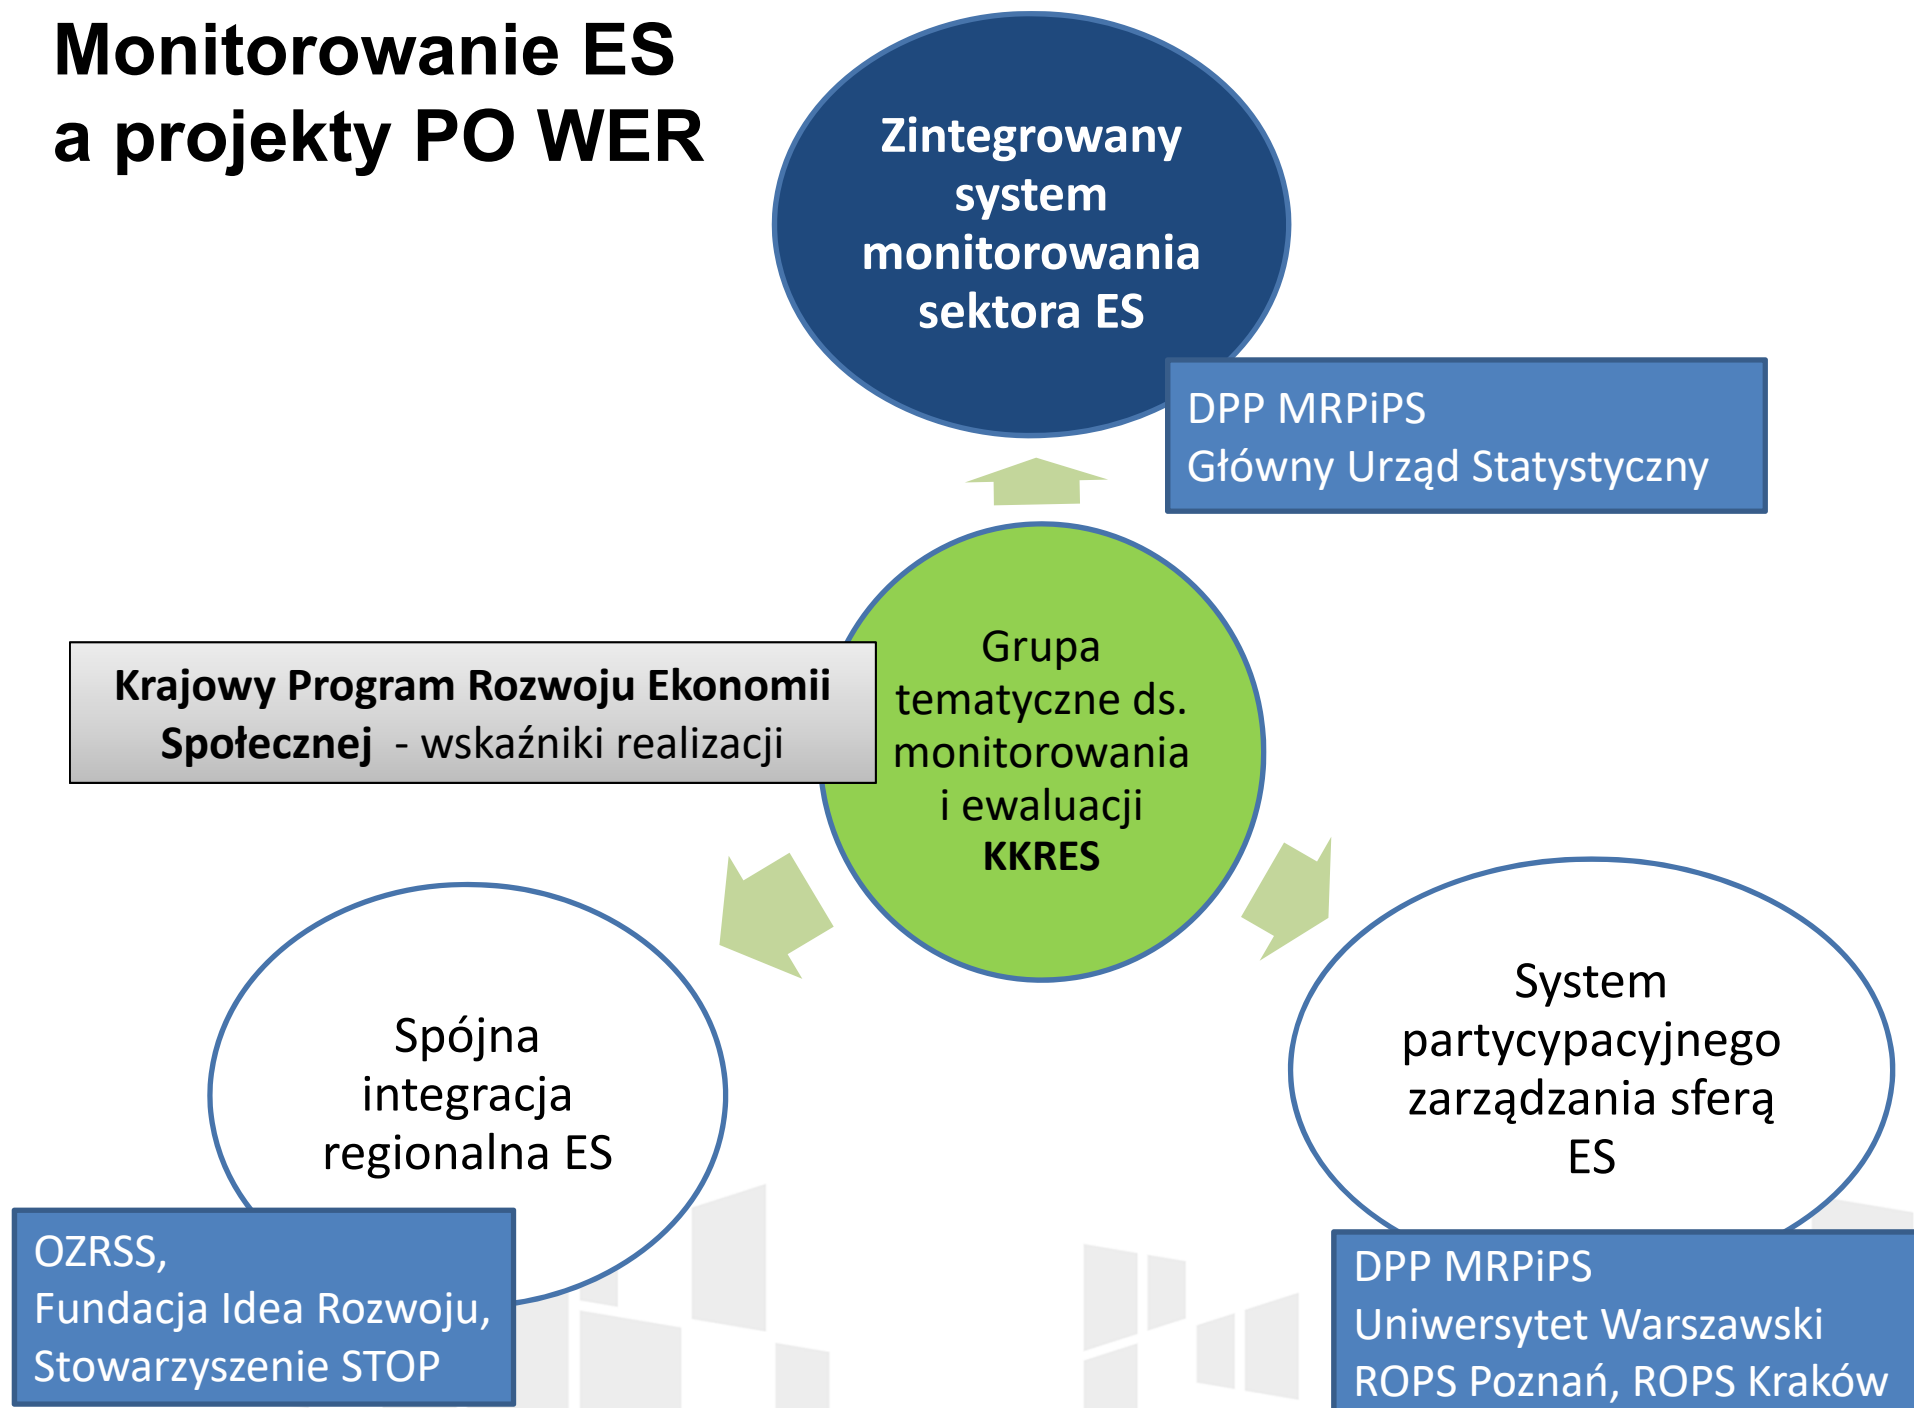 Monitorowanie ES
a projekty PO WER
Zintegrowany
system
monitorowania
sektora ES
DPP MRPiPS
Główny Urząd Statystyczny
Krajowy Program Rozwoju Ekonomii
Społecznej - wskaźniki realizacji
Grupa
tematyczne ds.
monitorowania
i ewaluacji
KKRES
Spójna
integracja
regionalna ES
OZRSS,
Fundacja Idea Rozwoju,
Stowarzyszenie STOP
System
partycypacyjnego
zarządzania sferą
ES
DPP MRPiPS
Uniwersytet Warszawski
ROPS Poznań, ROPS Kraków